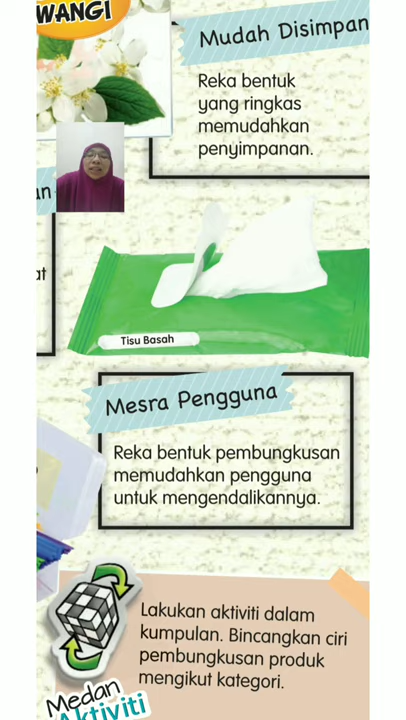 WANGI
Mudah Disimpan
Reka bentuk
yang ringkas
memudahkan
penyimpanan.
Tisu Basah
Mesra Pengguna
Reka bentuk pembungkusan
memudahkan pengguna
untuk mengendalikannya.
Lakukan aktiviti dalam
kumpulan. Bincangkan ciri
pembungkusan produk
mengikut kategori.
Medan
Aktiviti